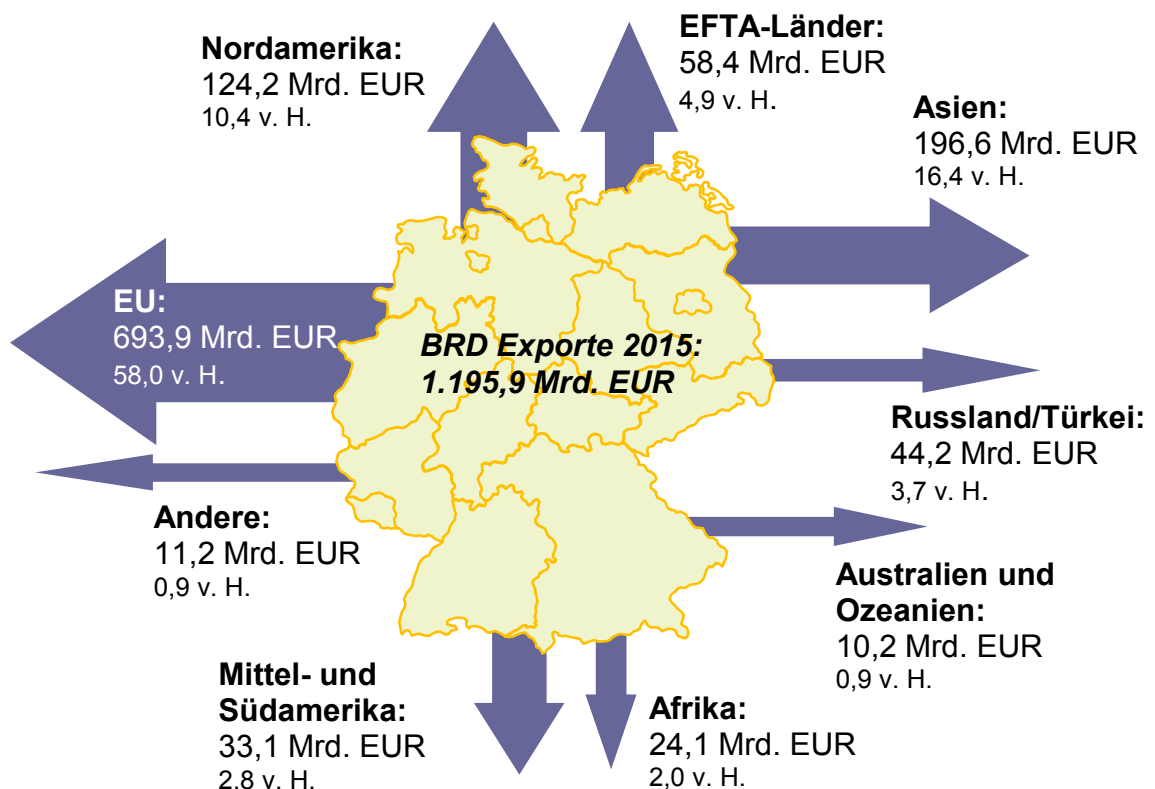 Nordamerika:
124,2 Mrd. EUR
10,4 v. H.
EFTA-Länder:
58,4 Mrd. EUR
4,9 v. H.
Asien:
196,6 Mrd. EUR
16,4 v. H.
EU:
693,9 Mrd. EUR
58,0 v. H.
BRD Exporte 2015:
1.195,9 Mrd. EUR
Russland/Türkei:
44,2 Mrd. EUR
3,7 v. H.
Andere:
11,2 Mrd. EUR
0,9 v. H.
Australien und
Ozeanien:
10,2 Mrd. EUR
0,9 v. H.
Mittel- und
Südamerika:
33,1 Mrd. EUR
2,8 v. H.
Afrika:
24,1 Mrd. EUR
2,0 v. H.